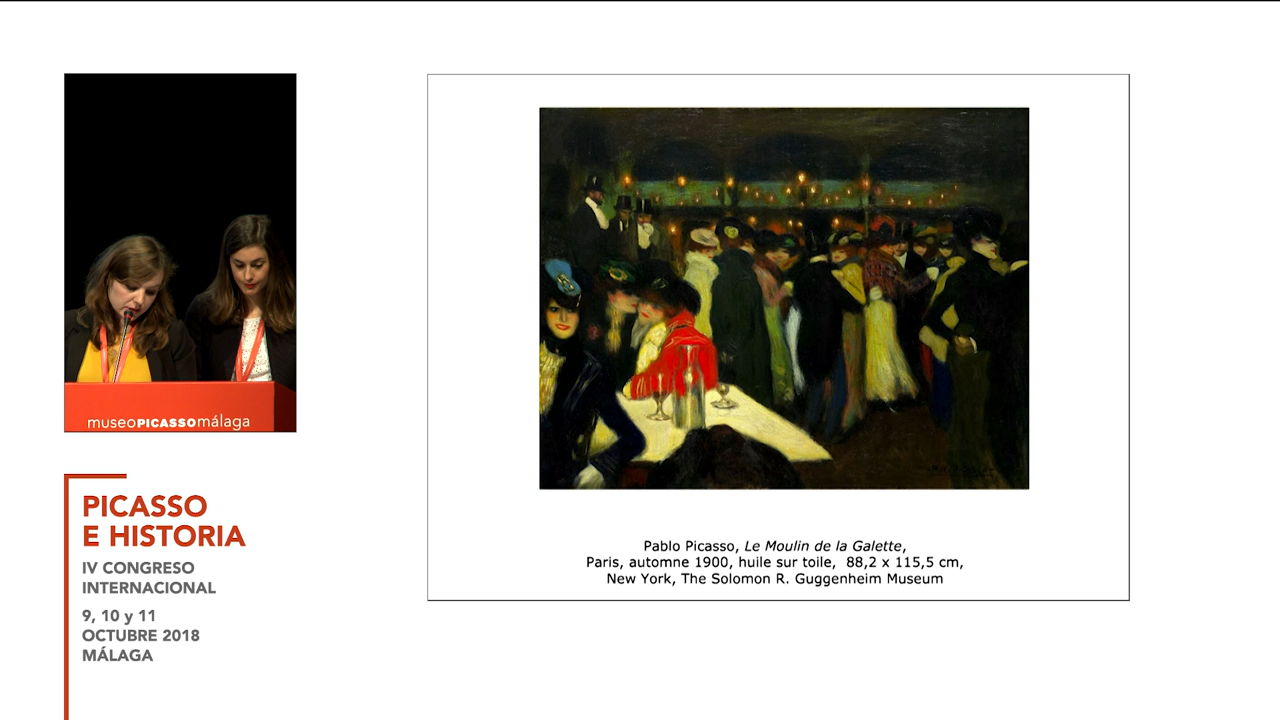 museoPICASSOmálaga
PICASSO
E HISTORIA
IV CONGRESO
INTERNACIONAL
9, 10 y 11
OCTUBRE 2018
MÁLAGA
Pablo Picasso, Le Moulin de la Galette,
Paris, automne 1900, huile sur toile, 88,2 x 115,5 cm,
New York, The Solomon R. Guggenheim Museum